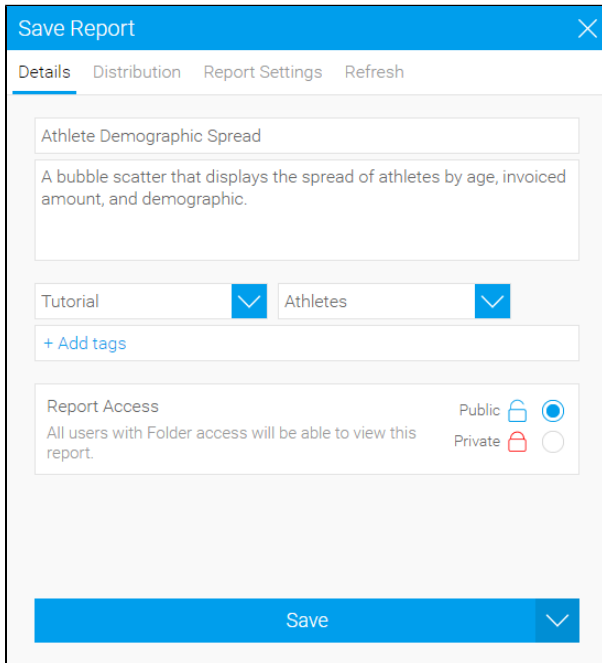 Save Report
Details Distribution Report Settings Refresh
Athlete Demographic Spread
A bubble scatter that displays the spread of athletes by age, invoiced
amount, and demographic.
Tutorial Athletes
+ Add tags
Report Access Public
All users with Folder access will be able to view this
report. Private
Save